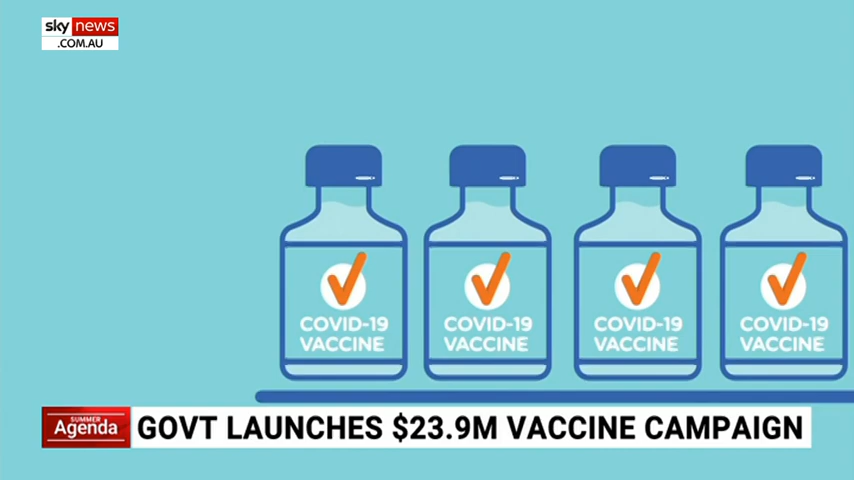 sky news
.COM.AU
COVID-19
VACCINE
COVID-19
VACCINE
COVID-19
VACCINE
COVID-19
VACCINE
SUMMER
Agenda
GOVT LAUNCHES $23.9M VACCINE CAMPAIGN